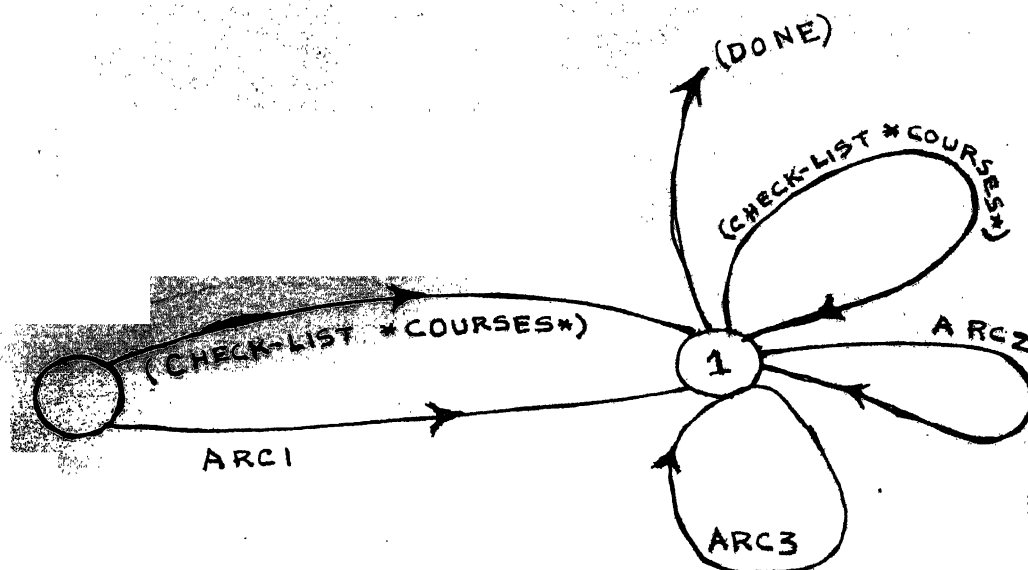 (DONE)
(CHECK-LIST *COURSES*)
(CHECK-LIST *COURSES*)
1
ARC2
ARC1
ARC3